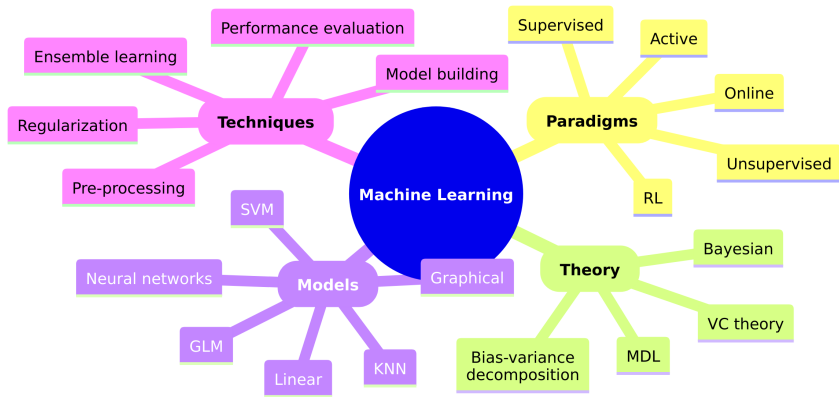 Performance evaluation
Ensemble learning
Model building
Regularization
Techniques
Pre-processing
Supervised
Active
Online
Paradigms
Unsupervised
RL
Machine Learning
SVM
Neural networks
Models
Graphical
GLM
Linear
KNN
Theory
Bayesian
VC theory
MDL
Bias-variance
decomposition